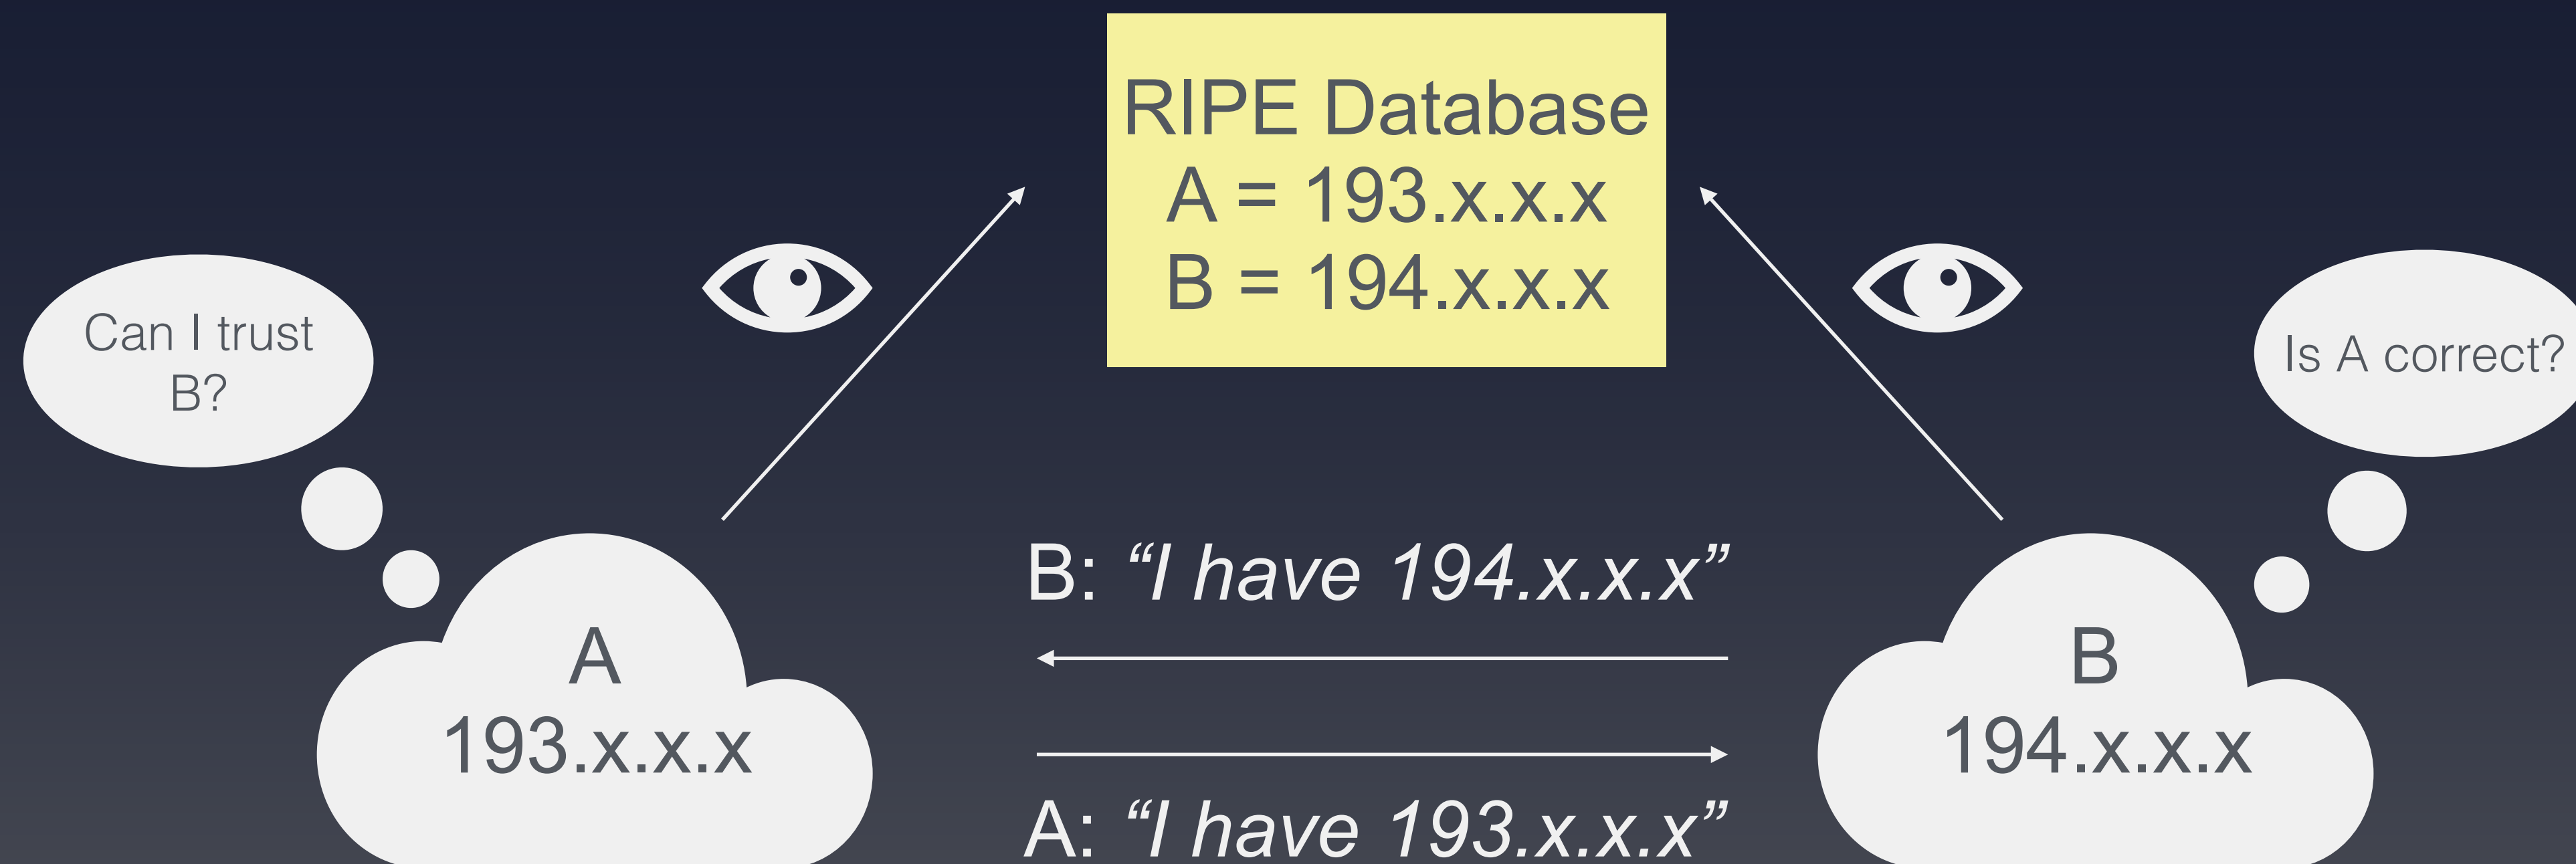 RIPE Database
A = 193.x.x.x
B = 194.x.x.x
Can I trust
B?
Is A correct?
B: “I have 194.x.x.x”
A
193.x.x.x
B
194.x.x.x
A: “I have 193.x.x.x”